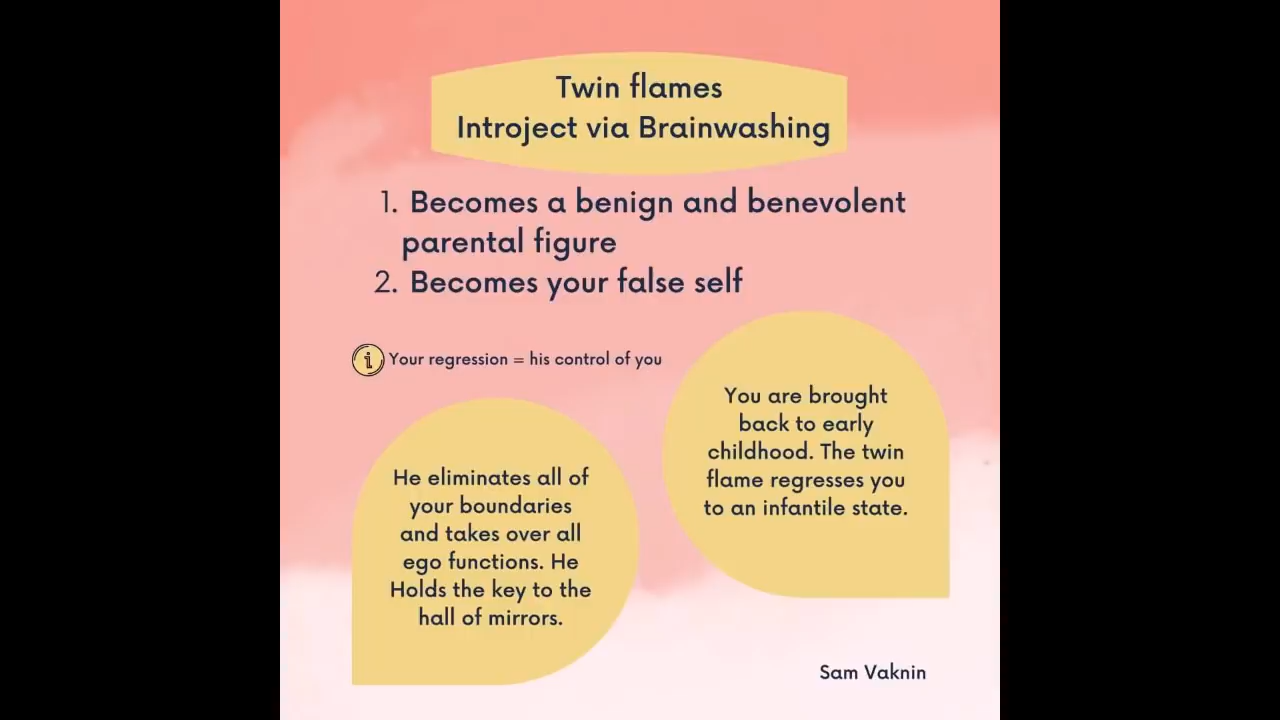 Twin flames
Introject via Brainwashing
1. Becomes a benign and benevolent
parental figure
2. Becomes your false self
i Your regression = his control of you
You are brought
back to early
childhood. The twin
flame regresses you
to an infantile state.
He eliminates all of
your boundaries
and takes over all
ego functions. He
Holds the key to the
hall of mirrors.
Sam Vaknin